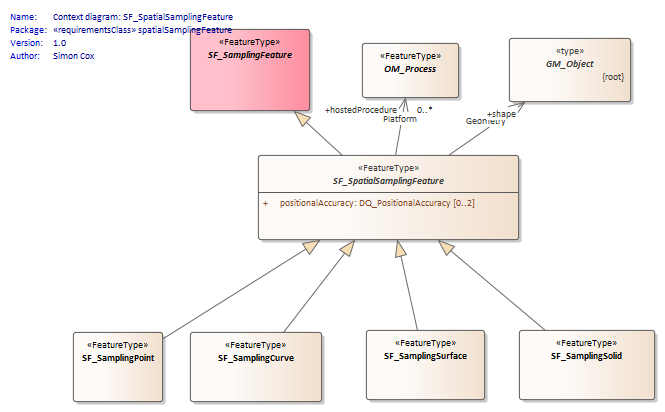 Name: Context diagram: SF_SpatialSamplingFeature
Package: «requirementsClass» spatialSamplingFeature
Version: 1.0
Author: Simon Cox
«FeatureType»
SF_SamplingFeature
«FeatureType»
OM_Process
«type»
GM_Object
{root}
+hostedProcedure 0..*
Platform
+shape
Geometry
«FeatureType»
SF_SpatialSamplingFeature
+ positionalAccuracy: DQ_PositionalAccuracy [0..2]
«FeatureType»
SF_SamplingPoint
«FeatureType»
SF_SamplingCurve
«FeatureType»
SF_SamplingSurface
«FeatureType»
SF_SamplingSolid